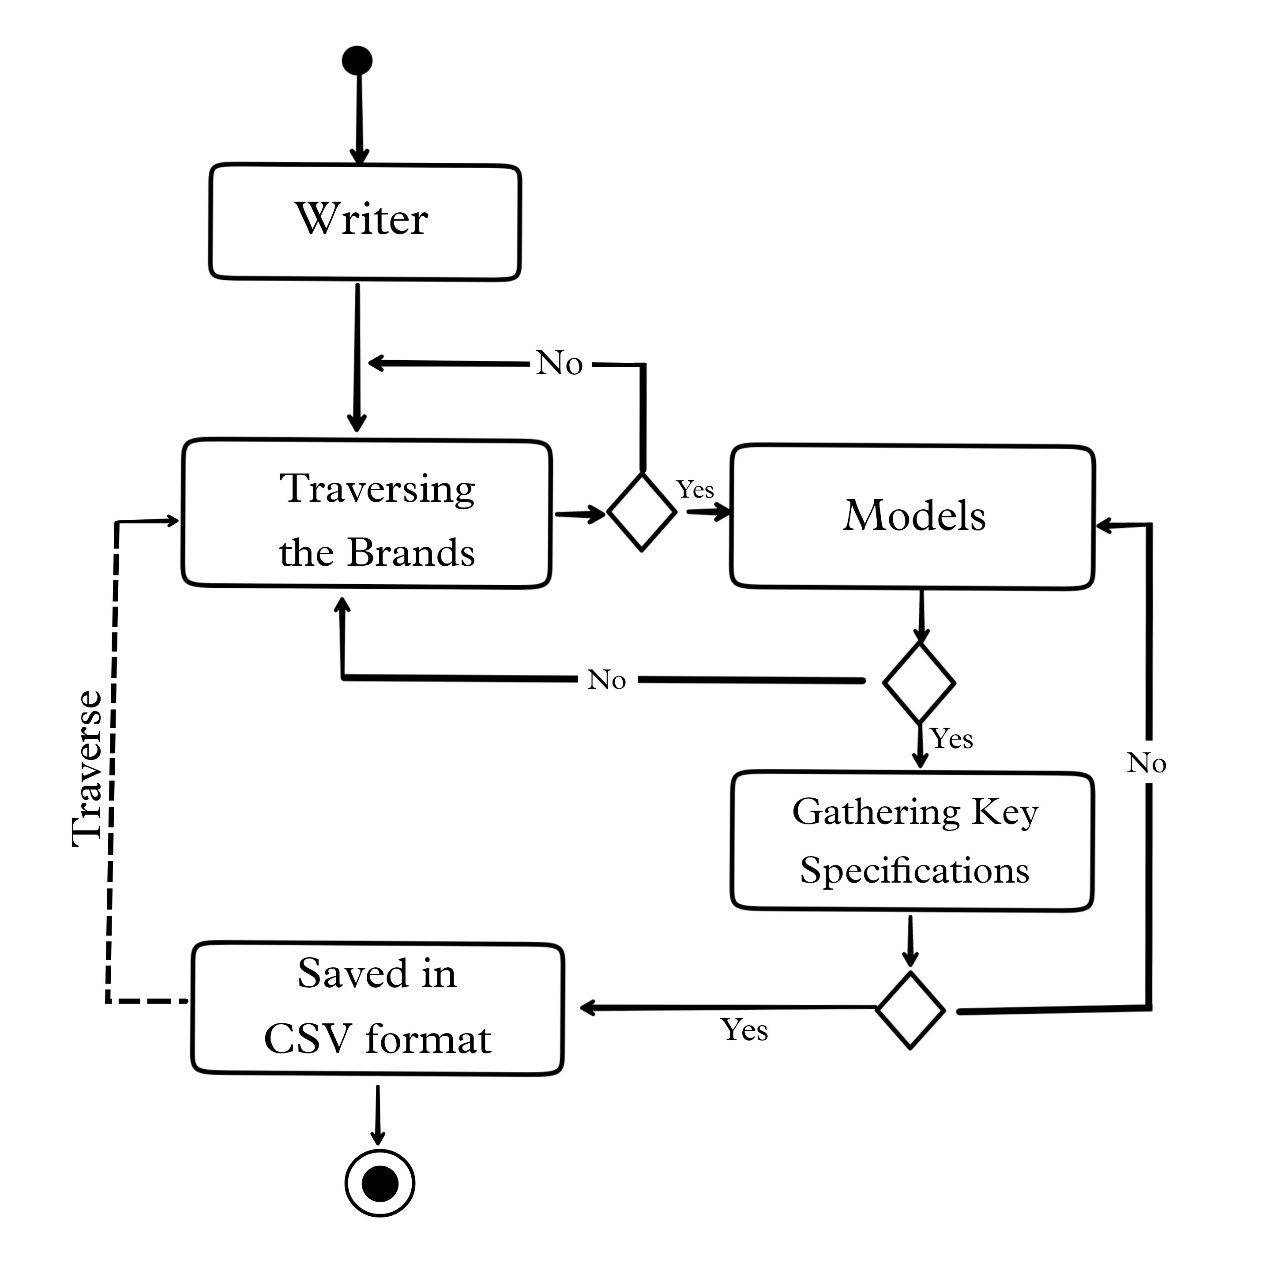 Writer
No
Traversing
the Brands
Yes
Models
No
Yes
No
Traverse
Gathering Key
Specifications
Saved in
CSV format
Yes